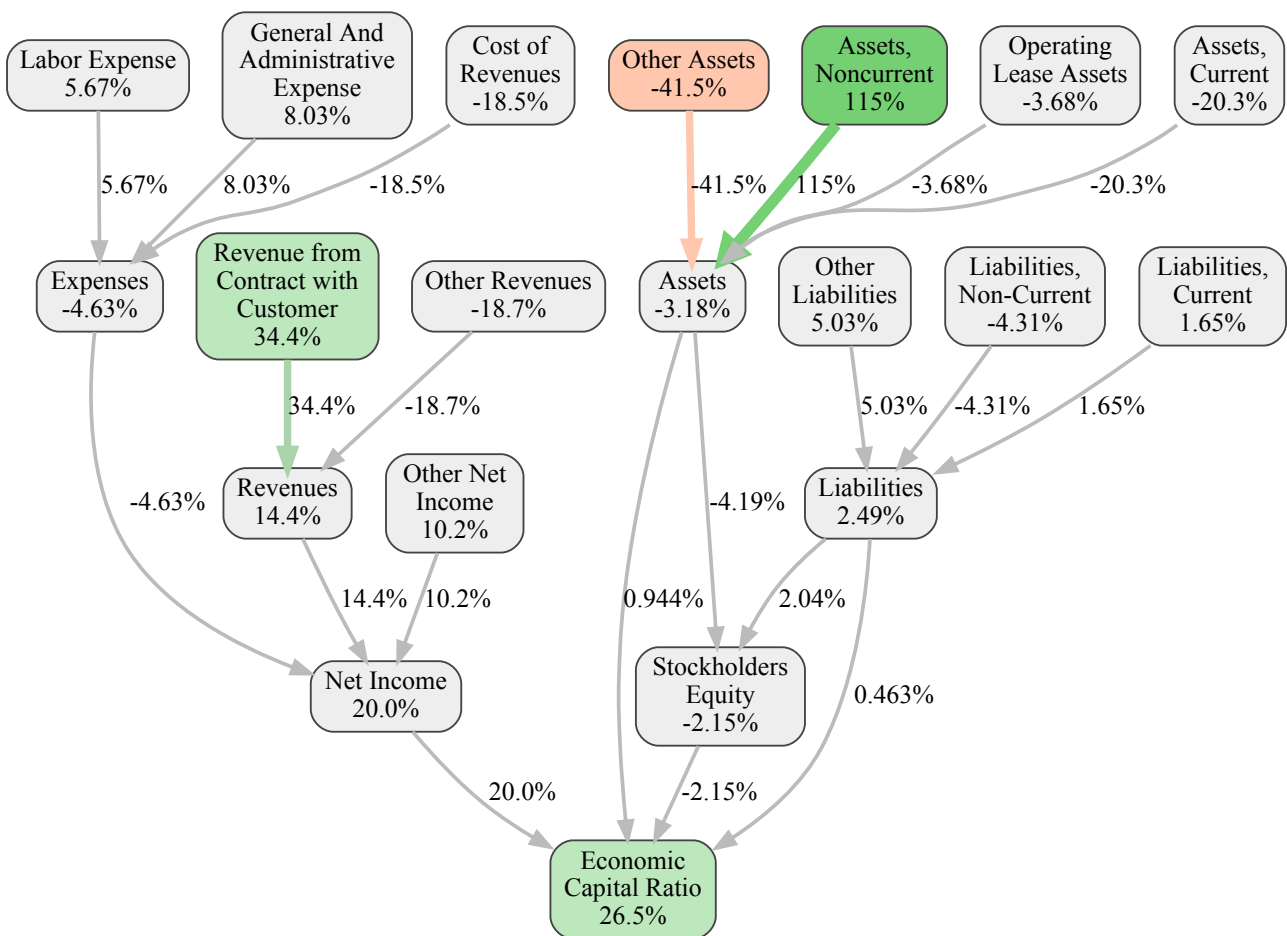 Labor Expense
5.67%
General And
Administrative
Expense
8.03%
Cost of
Revenues
-18.5%
Other Assets
-41.5%
Assets,
Noncurrent
115%
Operating
Lease Assets
-3.68%
Assets,
Current
-20.3%
5.67%
8.03%
-18.5%
-41.5%
115%
-3.68%
-20.3%
Expenses
-4.63%
Revenue from
Contract with
Customer
34.4%
Other Revenues
-18.7%
Assets
-3.18%
Other
Liabilities
5.03%
Liabilities,
Non-Current
-4.31%
Liabilities,
Current
1.65%
34.4%
-18.7%
5.03%
-4.31%
1.65%
-4.63%
Revenues
14.4%
Other Net
Income
10.2%
-4.19%
Liabilities
2.49%
14.4%
10.2%
0.944%
2.04%
Net Income
20.0%
Stockholders
Equity
-2.15%
0.463%
20.0%
-2.15%
Economic
Capital Ratio
26.5%